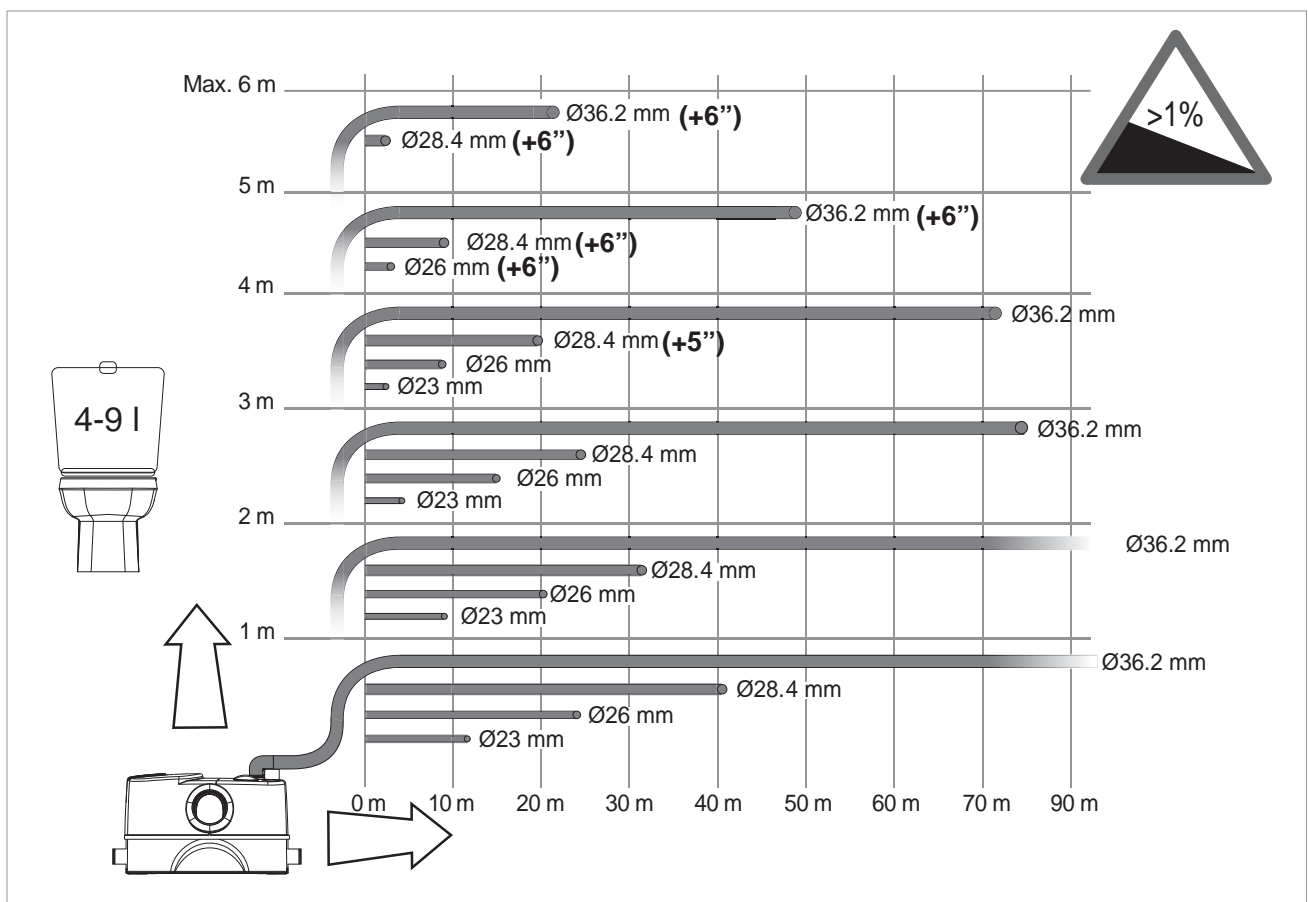 Max. 6 m
Ø36.2 mm (+6”)
>1%
Ø28.4 mm (+6”)
5 m
Ø36.2 mm (+6”)
Ø28.4 mm (+6”)
Ø26 mm (+6”)
4 m
Ø36.2 mm
Ø28.4 mm (+5”)
Ø26 mm
Ø23 mm
3 m
4-9 l
Ø36.2 mm
Ø28.4 mm
Ø26 mm
Ø23 mm
2 m
Ø36.2 mm
Ø28.4 mm
Ø26 mm
Ø23 mm
1 m
Ø36.2 mm
Ø28.4 mm
Ø26 mm
Ø23 mm
0 m 10 m 20 m 30 m 40 m 50 m 60 m 70 m 90 m